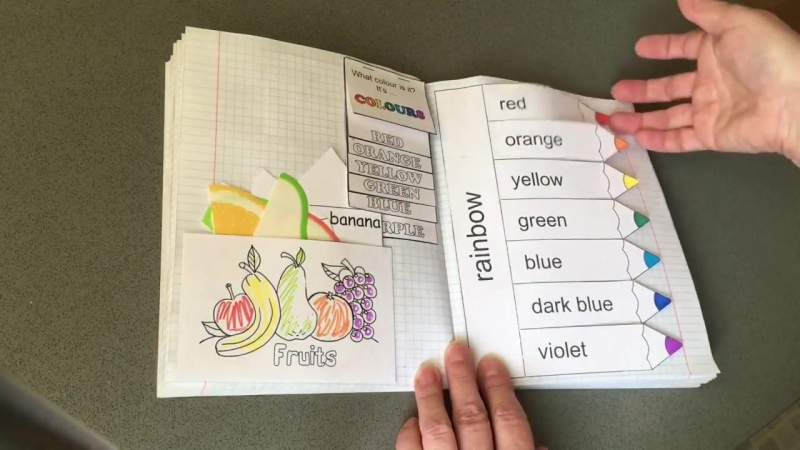 What colour is it?
It's ...
COLOURS
RED
ORANGE
YELLOW
GREEN
BLUE
RPLE
banana
Fruits
rainbow
red
orange
yellow
green
blue
dark blue
violet